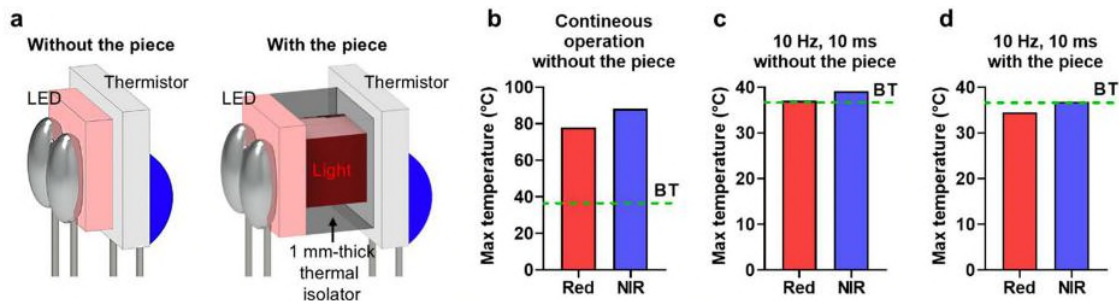 a
Without the piece
With the piece
LED
Thermistor
LED
Thermistor
Light
1 mm-thick
thermal
isolator
b
Contineous
operation
without the piece
Max temperature (°C)
100
80
60
40
20
0
BT
Red NIR
c
10 Hz, 10 ms
without the piece
Max temperature (°C)
40
30
20
10
0
BT
Red NIR
d
10 Hz, 10 ms
with the piece
Max temperature (°C)
40
30
20
10
0
BT
Red NIR